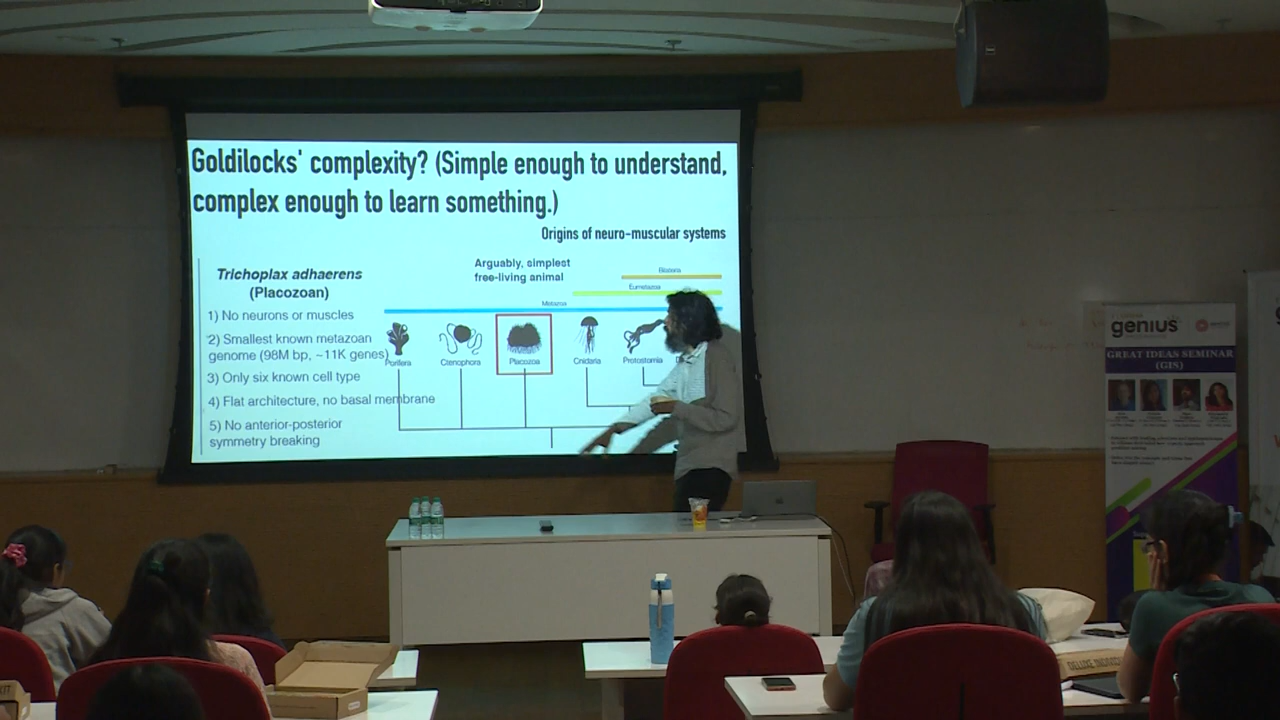 Goldilocks' complexity? (Simple enough to understand,
complex enough to learn something.)
Origins of neuro-muscular systems
Trichoplax adhaerens
(Placozoan)
1) No neurons or muscles
2) Smallest known metazoan
genome (98M bp, ~11K genes)
3) Only six known cell type
4) Flat architecture, no basal membrane
5) No anterior-posterior
symmetry breaking
Arguably, simplest
free-living animal
Bilateria
Eumetazoa
Metazoa
Porifera
Ctenophora
Placozoa
Cnidaria
Protostomia
genius
GREAT IDEAS SEMINAR
(GIS)
DELUXE